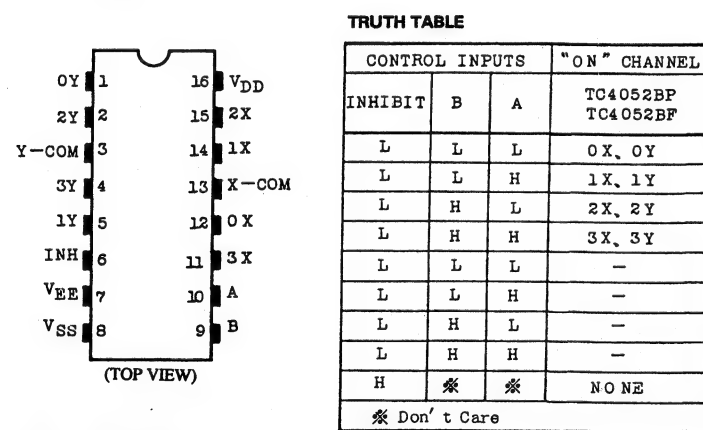 0Y 1 16 VDD
2Y 2 15 2X
Y-COM 3 14 1X
3Y 4 13 X-COM
1Y 5 12 0X
INH 6 11 3X
VEE 7 10 A
VSS 8 9 B
(TOP VIEW)
TRUTH TABLE
CONTROL INPUTS "ON" CHANNEL
INHIBIT B A TC4052BP
TC4052BF
L L L 0X、0Y
L L H 1X、1Y
L H L 2X、2Y
L H H 3X、3Y
L L L —
L L H —
L H L —
L H H —
H ※ ※ NONE
※ Don't Care